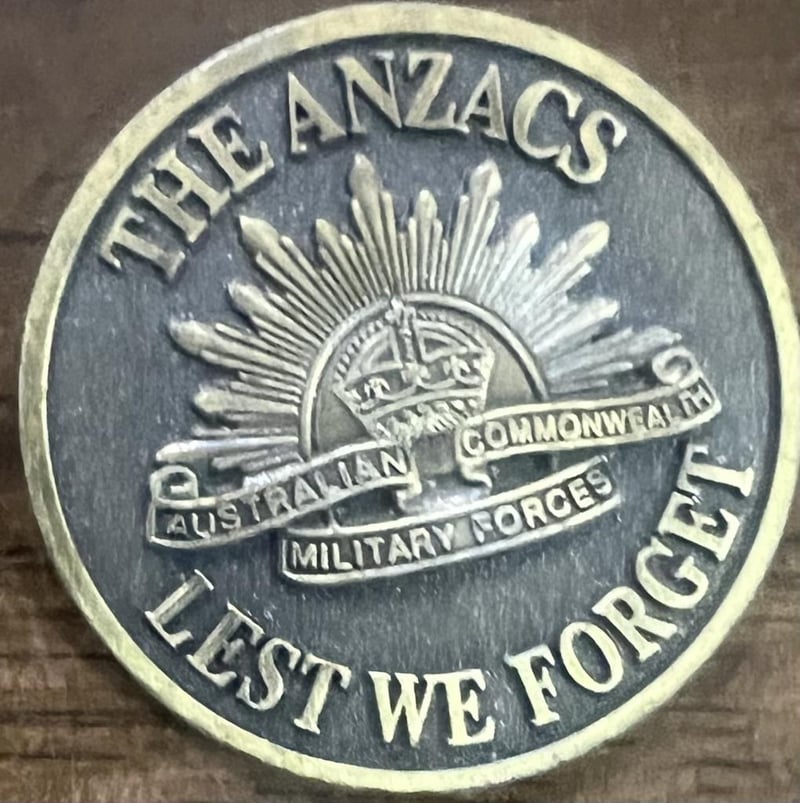 THE ANZACS
AUSTRALIAN COMMONWEALTH
MILITARY FORCES
LEST WE FORGET